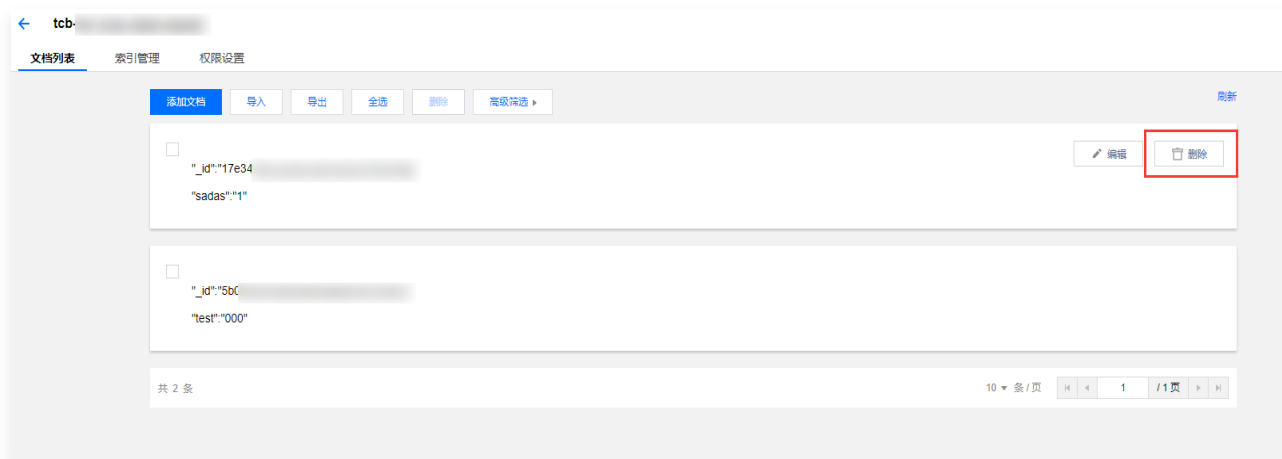 tcb-
文档列表 索引管理 权限设置
添加文档 导入 导出 全选 删除 高级筛选 刷新
编辑 删除
"_id":"17e34
"sadas":"1"
"_id":"5b0
"test":"000"
共 2 条 10 条 / 页 1 / 1 页